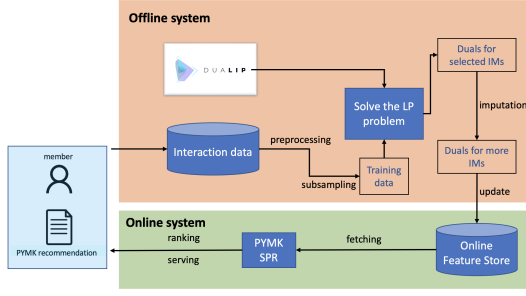 Offline system
DUALIP
Duals for
selected IMs
Solve the LP
problem
imputation
preprocessing
Interaction data
subsampling
Training
data
Duals for more
IMs
update
member
PYMK recommendation
Online system
ranking
serving
PYMK
SPR
fetching
Online
Feature Store